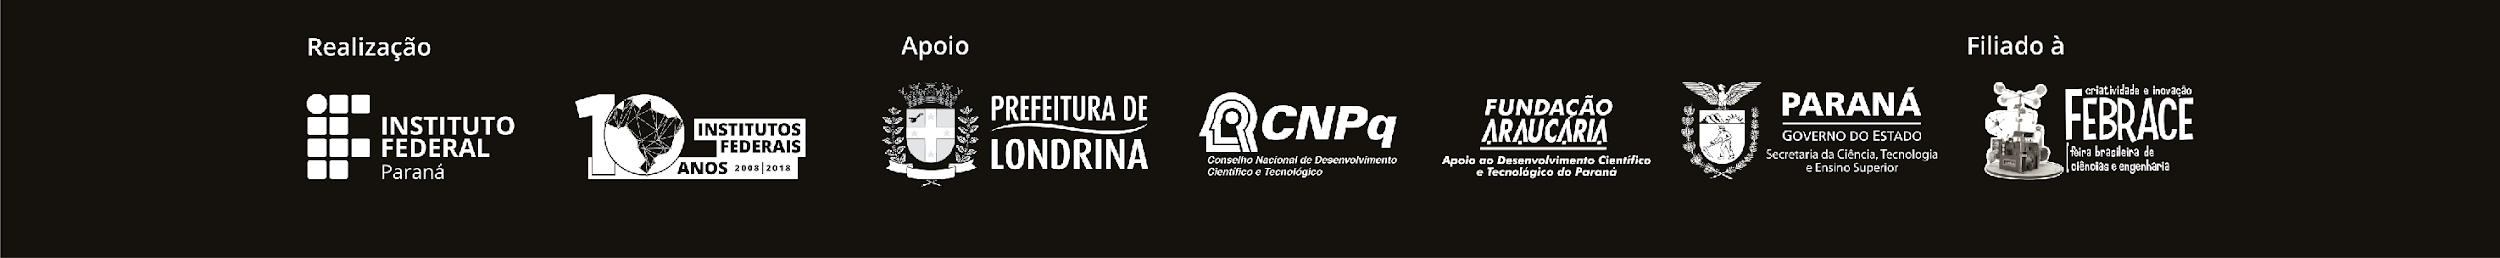 Realização
INSTITUTO
FEDERAL
Paraná
10
INSTITUTOS
FEDERAIS
ANOS 2008|2018
Apoio
PREFEITURA DE
LONDRINA
CNPq
Conselho Nacional de Desenvolvimento
Científico e Tecnológico
FUNDAÇÃO
ARAUCÁRIA
Apoio ao Desenvolvimento Científico
e Tecnológico do Paraná
PARANÁ
GOVERNO DO ESTADO
Secretaria da Ciência, Tecnologia
e Ensino Superior
Filiado à
criatividade e inovação
FEBRACE
feira brasileira de
ciências e engenharia